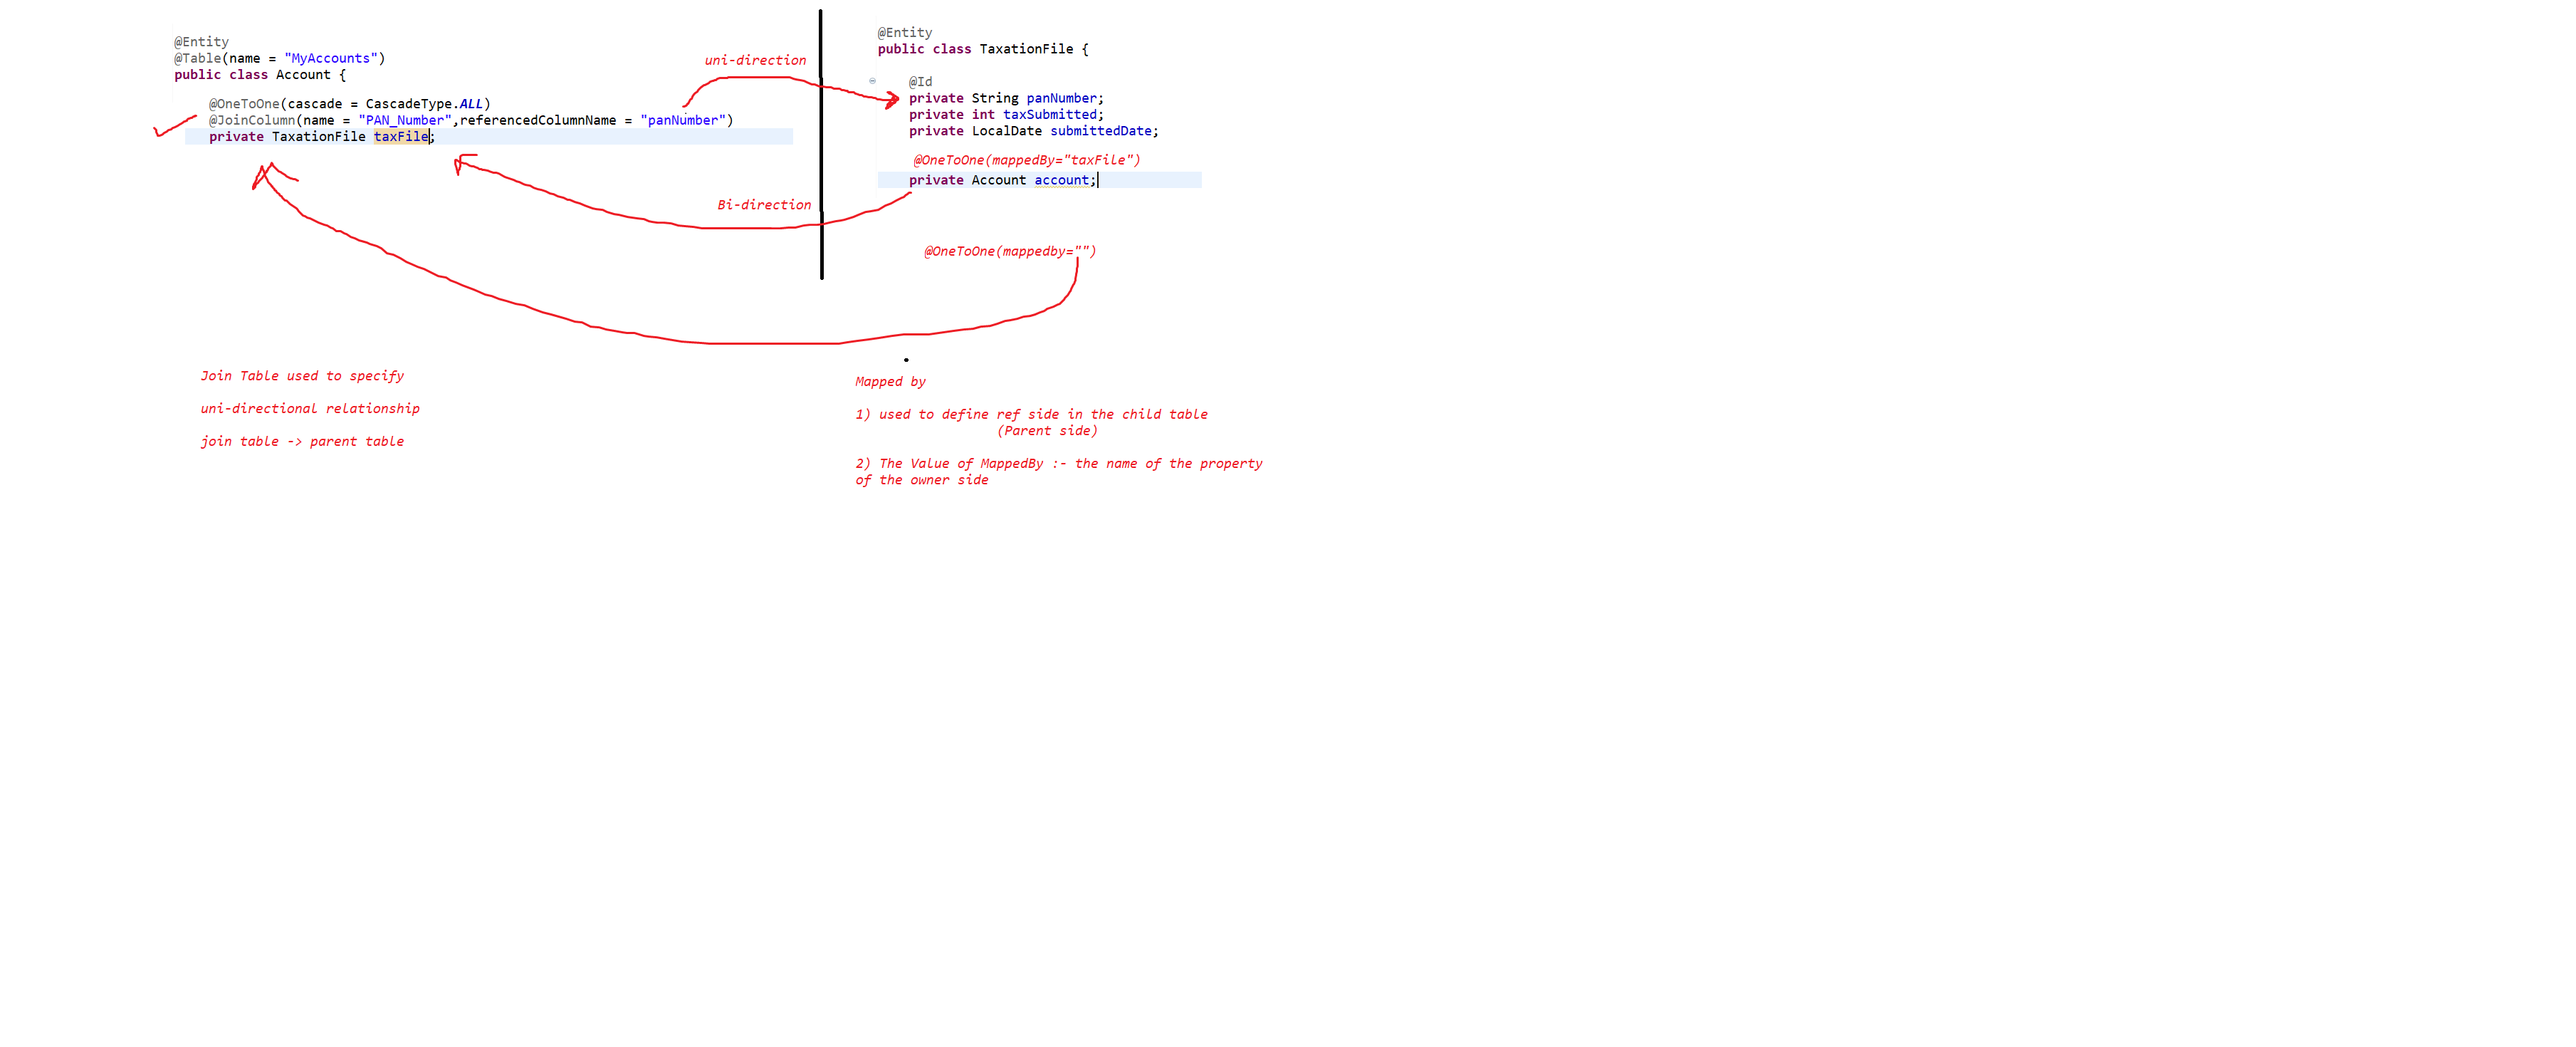 @Entity
@Table(name = "MyAccounts")
public class Account {
@OneToOne(cascade = CascadeType.ALL)
@JoinColumn(name = "PAN_Number",referencedColumnName = "panNumber")
private TaxationFile taxFile;
uni-direction
Bi-direction
@Entity
public class TaxationFile {
@Id
private String panNumber;
private int taxSubmitted;
private LocalDate submittedDate;
@OneToOne(mappedBy="taxFile")
private Account account;
@OneToOne(mappedby="")
Join Table used to specify
uni-directional relationship
join table -> parent table
Mapped by
1) used to define ref side in the child table
(Parent side)
2) The Value of MappedBy :- the name of the property
of the owner side